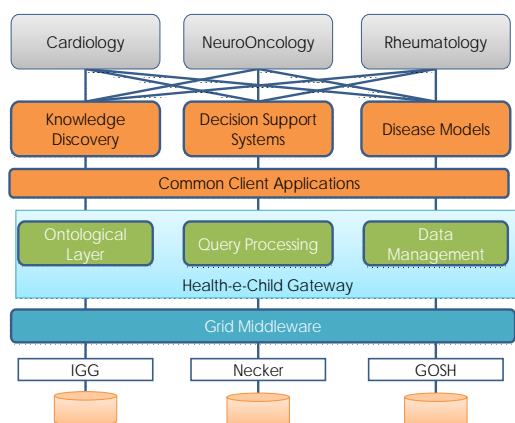 Cardiology
NeuroOncology
Rheumatology
Knowledge
Discovery
Decision Support
Systems
Disease Models
Common Client Applications
Ontological
Layer
Query Processing
Data
Management
Health-e-Child Gateway
Grid Middleware
IGG
Necker
GOSH